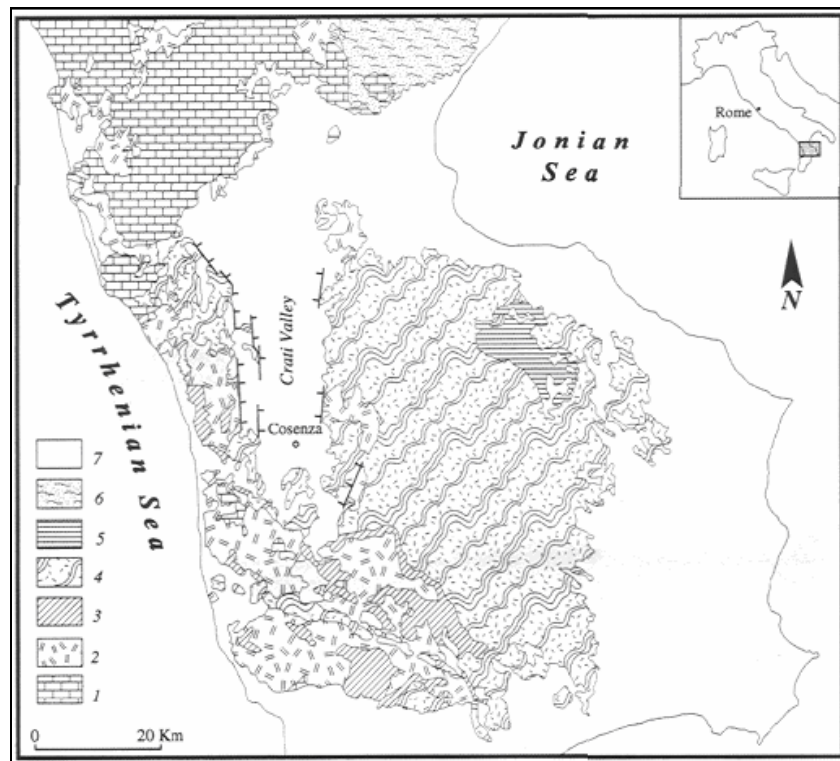 Rome
Jonian
Sea
N
Tyrrhenian Sea
Crati Valley
Cosenza
7
6
5
4
3
2
1
0 20 Km